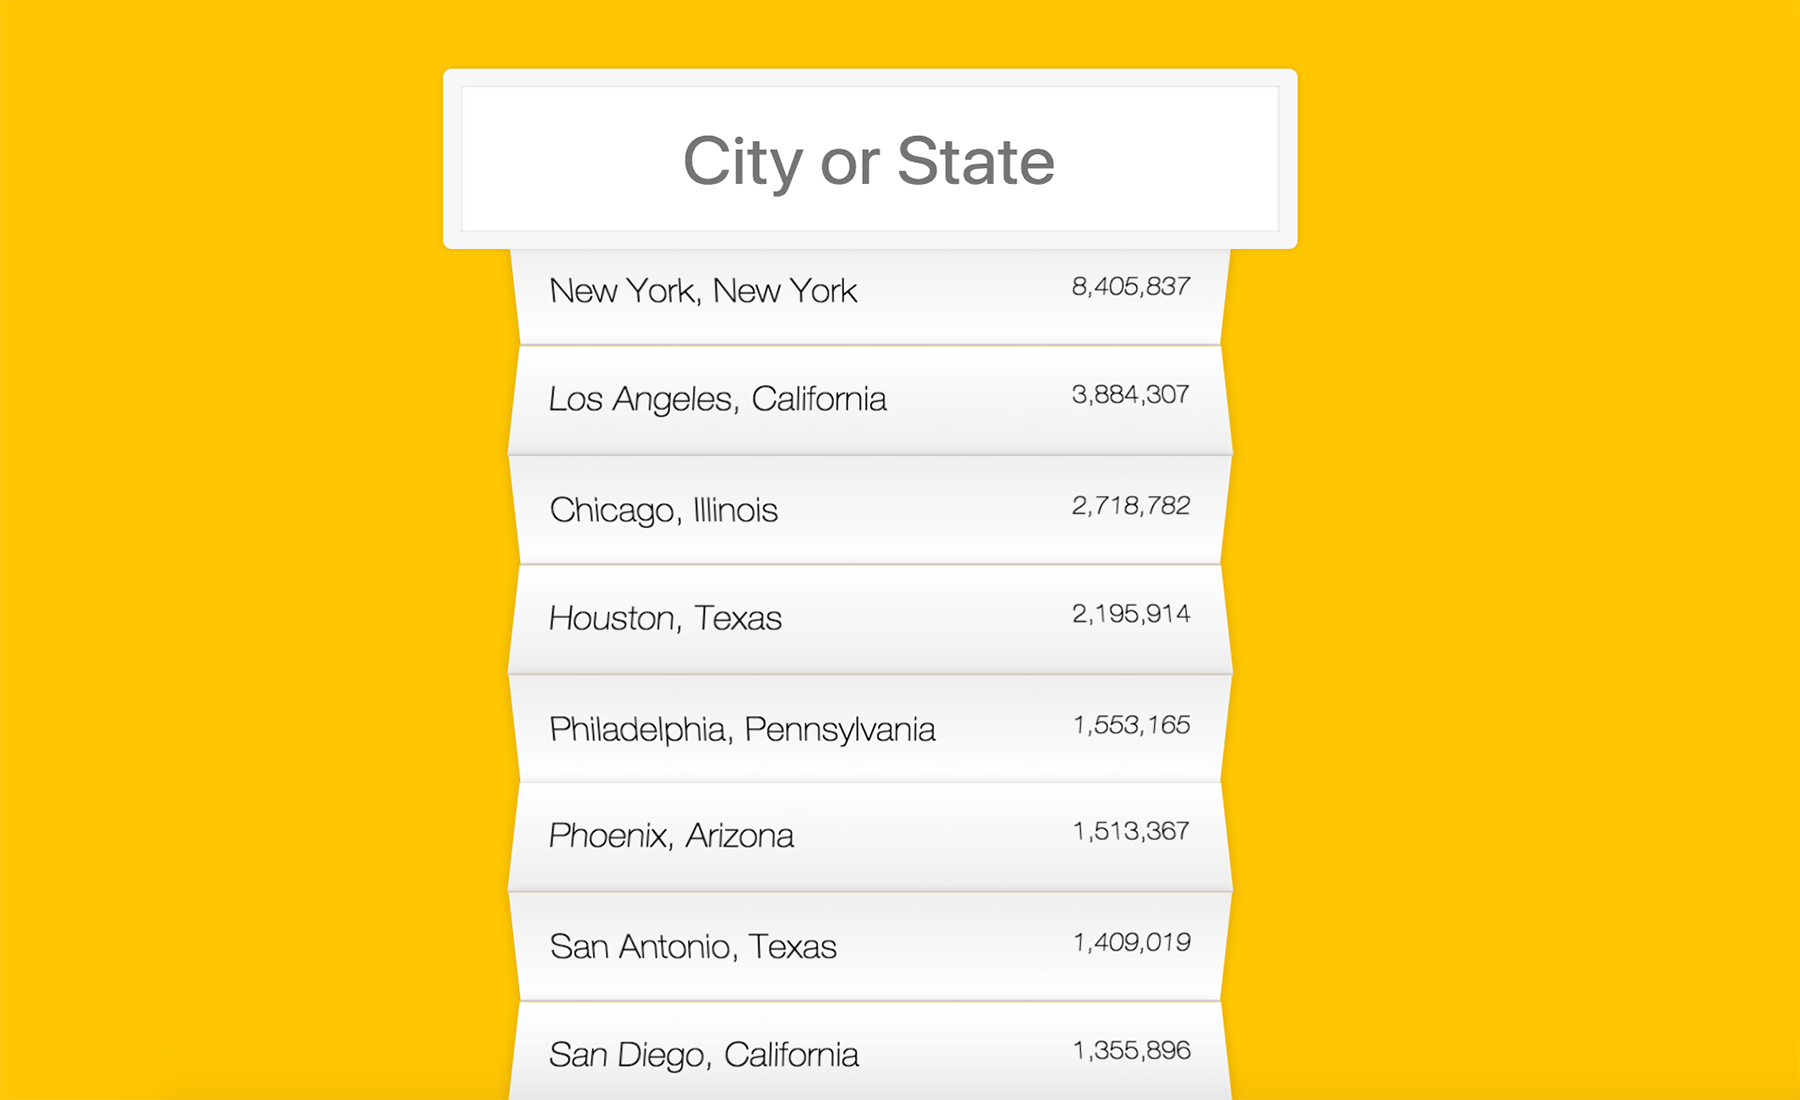 City or State
New York, New York 8,405,837
Los Angeles, California 3,884,307
Chicago, Illinois 2,718,782
Houston, Texas 2,195,914
Philadelphia, Pennsylvania 1,553,165
Phoenix, Arizona 1,513,367
San Antonio, Texas 1,409,019
San Diego, California 1,355,896